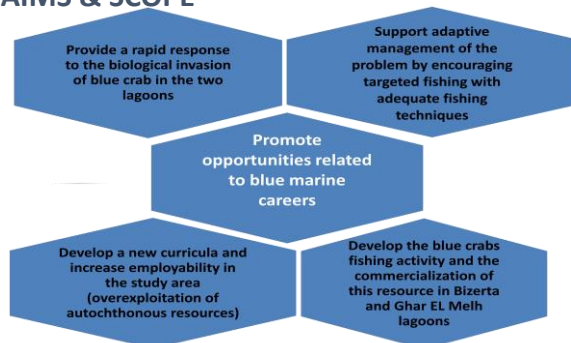 AIMS & SCOPE
Provide a rapid response
to the biological invasion
of blue crab in the two
lagoons
Support adaptive
management of the
problem by encouraging
targeted fishing with
adequate fishing
techniques
Promote
opportunities related
to blue marine
careers
Develop a new curricula and
increase employability in
the study area
(overexploitation of
autochthonous resources)
Develop the blue crabs
fishing activity and the
commercialization of
this resource in Bizerta
and Ghar EL Melh
lagoons